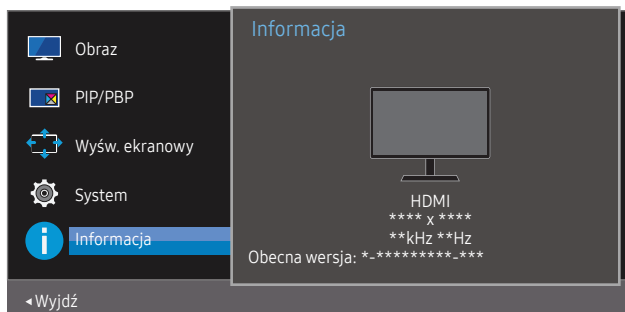 Obraz
PIP/PBP
Wyśw. ekranowy
System
Informacja
Wyjdź
Informacja
HDMI
**** x ****
**kHz **Hz
Obecna wersja: *-*********-***